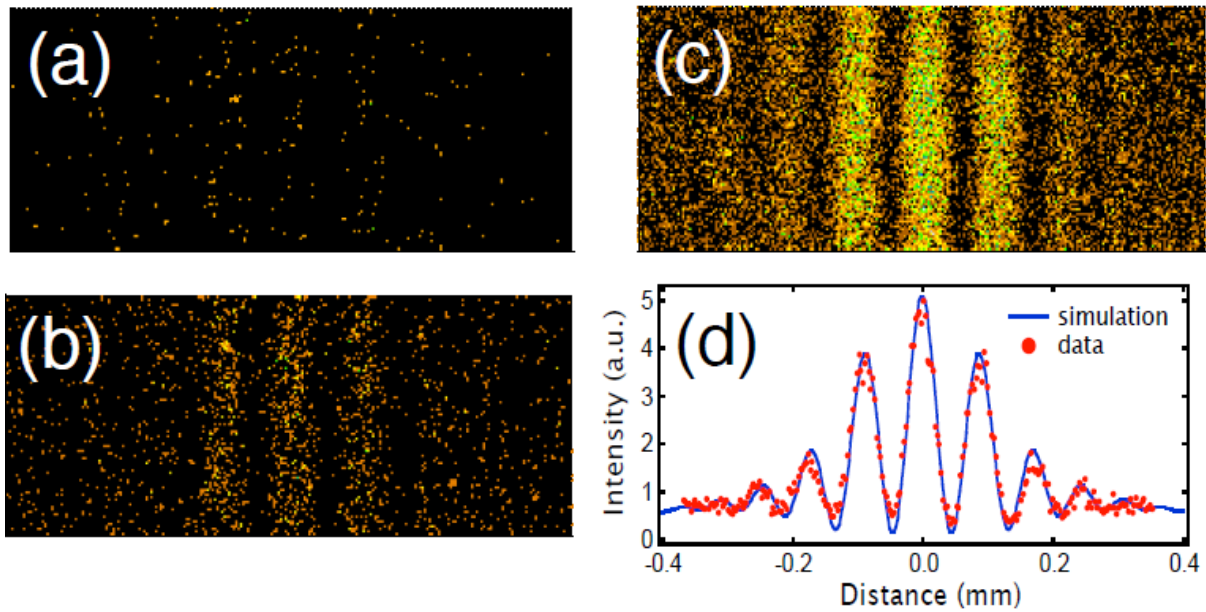 (a)
(b)
(c)
(d)
simulation
data
Intensity (a.u.)
5
4
3
2
1
0
-0.4
-0.2
0.0
0.2
0.4
Distance (mm)